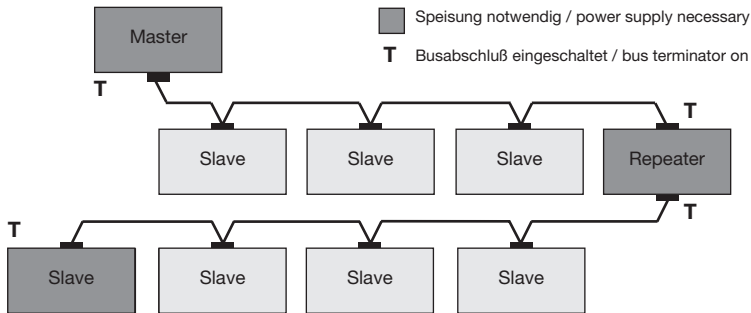 Master
Speisung notwendig / power supply necessary
T Busabschluß eingeschaltet / bus terminator on
T
T
Slave Slave Slave Repeater
T
T
Slave Slave Slave Slave